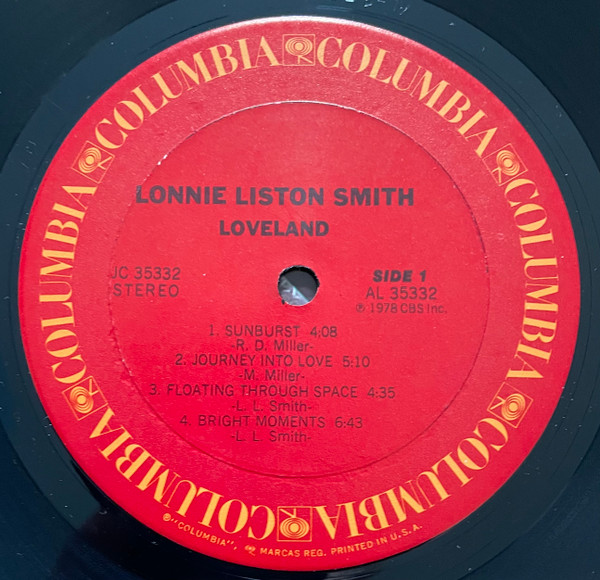 COLUMBIA COLUMBIA COLUMBIA COLUMBIA COLUMBIA COLUMBIA COLUMBIA COLUMBIA
LONNIE LISTON SMITH
LOVELAND
JC 35332
STEREO
SIDE 1
AL 35332
℗ 1978 CBS Inc.
1. SUNBURST 4:08
-R. D. Miller-
2. JOURNEY INTO LOVE 5:10
-M. Miller-
3. FLOATING THROUGH SPACE 4:35
-L. L. Smith-
4. BRIGHT MOMENTS 6:43
-L. L. Smith-
®"COLUMBIA", MARCAS REG. PRINTED IN U.S.A.